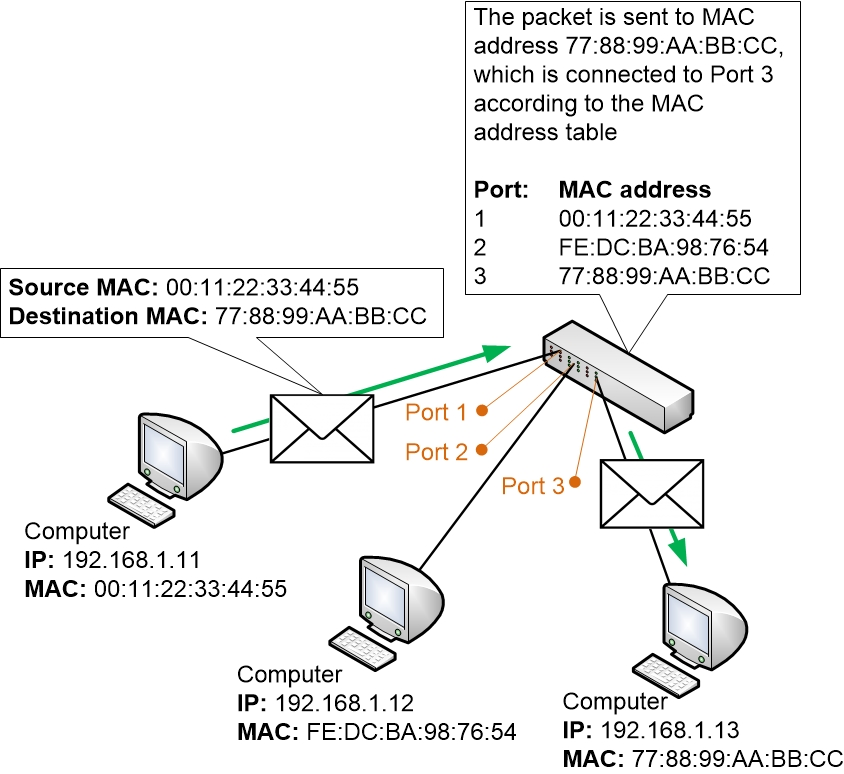 The packet is sent to MAC
address 77:88:99:AA:BB:CC,
which is connected to Port 3
according to the MAC
address table
Port: MAC address
1 00:11:22:33:44:55
2 FE:DC:BA:98:76:54
3 77:88:99:AA:BB:CC
Source MAC: 00:11:22:33:44:55
Destination MAC: 77:88:99:AA:BB:CC
Port 1
Port 2
Port 3
Computer
IP: 192.168.1.11
MAC: 00:11:22:33:44:55
Computer
IP: 192.168.1.12
MAC: FE:DC:BA:98:76:54
Computer
IP: 192.168.1.13
MAC: 77:88:99:AA:BB:CC